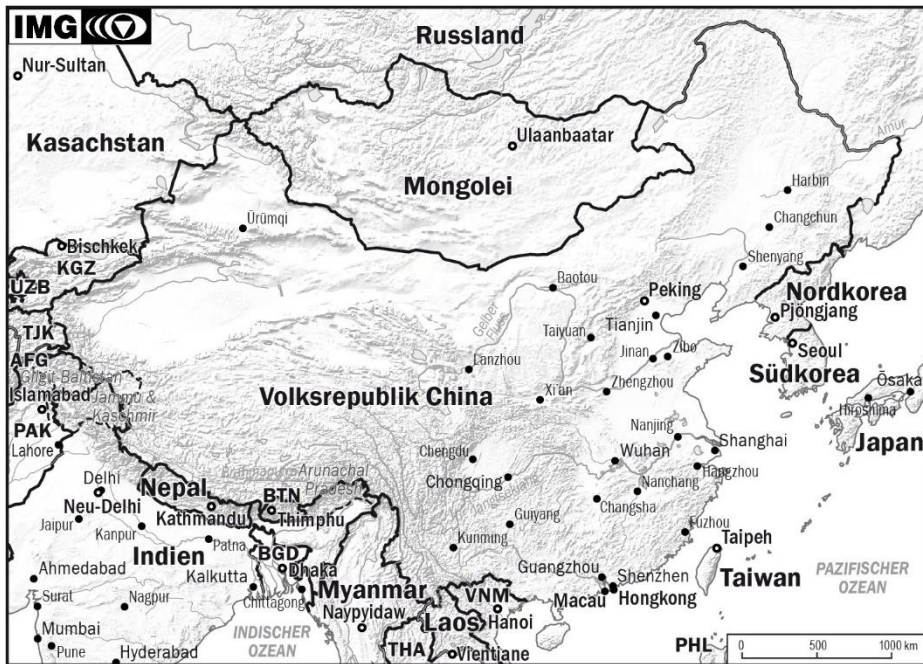 IMG
Russland
Nur-Sultan
Kasachstan
Ulaanbaatar
Amur
Mongolei
Harbin
Ürümqi
Changchun
Bischkek
KGZ
Shenyang
ÜZB
Baotou
Peking
Nordkorea
Pjöngjang
Gelber Fluss
Tianjin
Taiyuan
TJK
Seoul
AFG
Jinan
Zibo
Südkorea
Lanzhou
Gilgit-Baltistan
Ōsaka
Islamabad
Jammu &
Kaschmir
Volksrepublik China
Xi'an
Zhengzhou
Hiroshima
PAK
Japan
Lahore
Nanjing
Shanghai
Chengdu
Wuhan
Hangzhou
Delhi
Neu-Delhi
Nepal
Brahmaputra
Arunachal
Pradesh
Chongqing
Jangtsekiang
Nanchang
BTN
Changsha
Kathmandu
Thimphu
Jaipur
Kanpur
Guiyang
Fuzhou
Patna
Indien
BGD
Kunming
Taipeh
Ahmedabad
Kalkutta
Dhaka
Myanmar
Guangzhou
Shenzhen
Taiwan
PAZIFISCHER
OZEAN
Surat
Nagpur
Chittagong
VNM
Macau
Hongkong
Naypyidaw
Laos
Hanoi
Mumbai
INDISCHER
OZEAN
Pune
Hyderabad
THA
Vientiane
PHL
0 500 1000 km